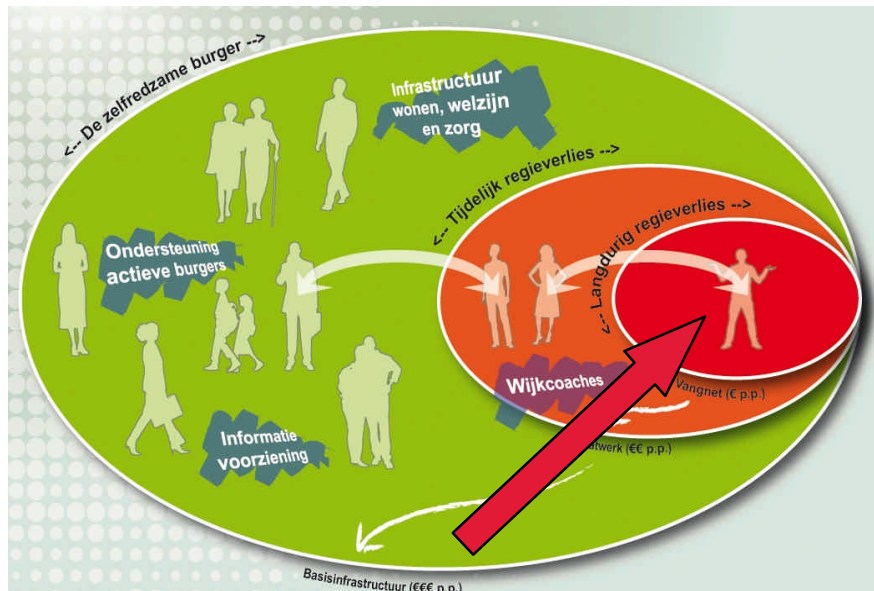 <-- De zelfredzame burger -->
Infrastructuur
wonen, welzijn
en zorg
<-- Tijdelijk regieverlies -->
<-- Langdurig regieverlies -->
Ondersteuning
actieve burgers
Wijkcoaches
Vangnet (€ p.p.)
Informatie
voorziening
(€€ p.p.)
Basisinfrastructuur (€€€ p.p.)